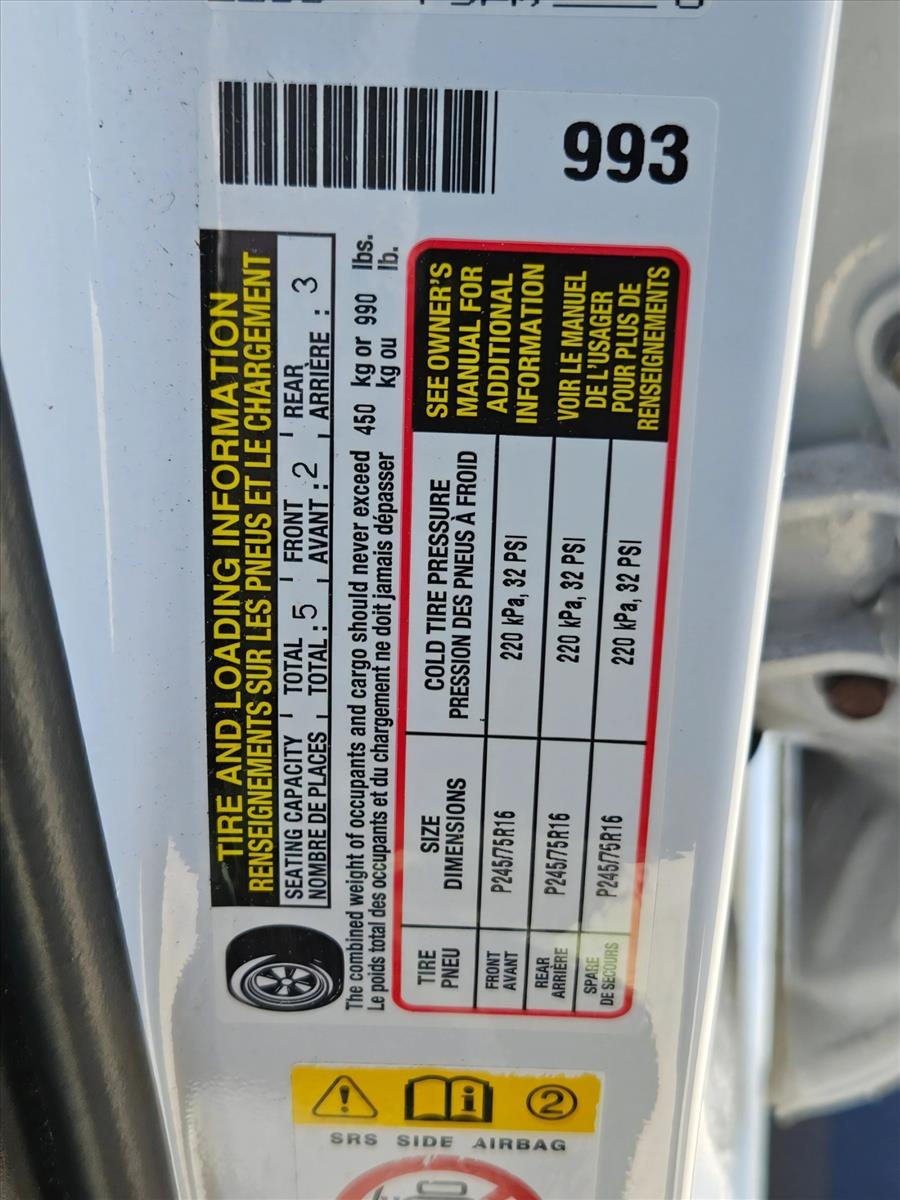 993
TIRE AND LOADING INFORMATION
RENSEIGNEMENTS SUR LES PNEUS ET LE CHARGEMENT
SEATING CAPACITY TOTAL FRONT REAR
NOMBRE DE PLACES TOTAL: 5 AVANT: 2 ARRIÈRE : 3
The combined weight of occupants and cargo should never exceed 450 kg or 990 lbs.
Le poids total des occupants et du chargement ne doit jamais dépasser kg ou lb.
TIRE SIZE COLD TIRE PRESSURE
PNEU DIMENSIONS PRESSION DES PNEUS À FROID
FRONT
AVANT P245/75R16 220 kPa, 32 PSI
REAR
ARRIÈRE P245/75R16 220 kPa, 32 PSI
SPARE
DE SECOURS P245/75R16 220 kPa, 32 PSI
SEE OWNER'S
MANUAL FOR
ADDITIONAL
INFORMATION
VOIR LE MANUEL
DE L'USAGER
POUR PLUS DE
RENSEIGNEMENTS
2
SRS SIDE AIRBAG